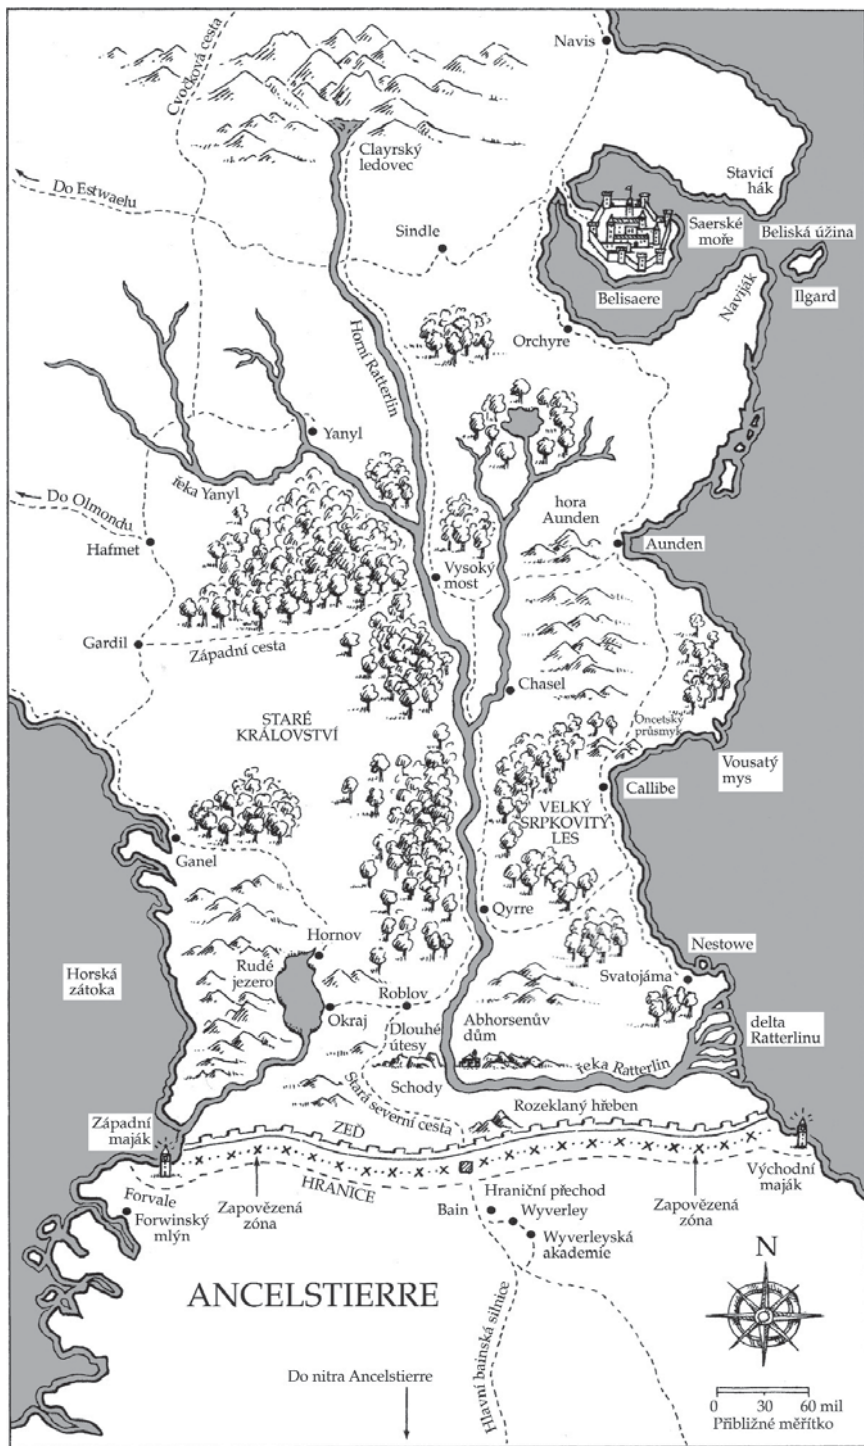 Navis
Cvočková cesta
Clayrský
ledovec
Stavicí
hák
Do Estwaelu
Sindle
Saerské
moře
Beliská úžina
Belisaere
Naviják
Ilgard
Horní Ratterlin
Orchyre
Yanyl
řeka Yanyl
Do Olmondu
hora
Aunden
Hafmet
Aunden
Vysoký
most
Gardil
Západní cesta
Chasel
STARÉ
KRÁLOVSTVÍ
Oncetský
průsmyk
Vousatý
mys
Callibe
VELKÝ
SRPKOVITÝ
LES
Ganel
Qyrre
Hornov
Nestowe
Rudé
jezero
Horská
zátoka
Svatojáma
Roblov
Okraj
Dlouhé
útesy
Abhorsenův
dům
delta
Ratterlinu
řeka Ratterlin
Schody
Stará severní cesta
Rozeklaný hřeben
Západní
maják
ZEĎ
Východní
maják
HRANICE
Forvale
Forwinský
mlýn
Zapovězená
zóna
Bain
Hraniční přechod
Wyverley
Wyverleyská
akademie
Zapovězená
zóna
N
ANCELSTIERRE
Hlavní bainská silnice
Do nitra Ancelstierre
0 30 60 mil
Přibližné měřítko